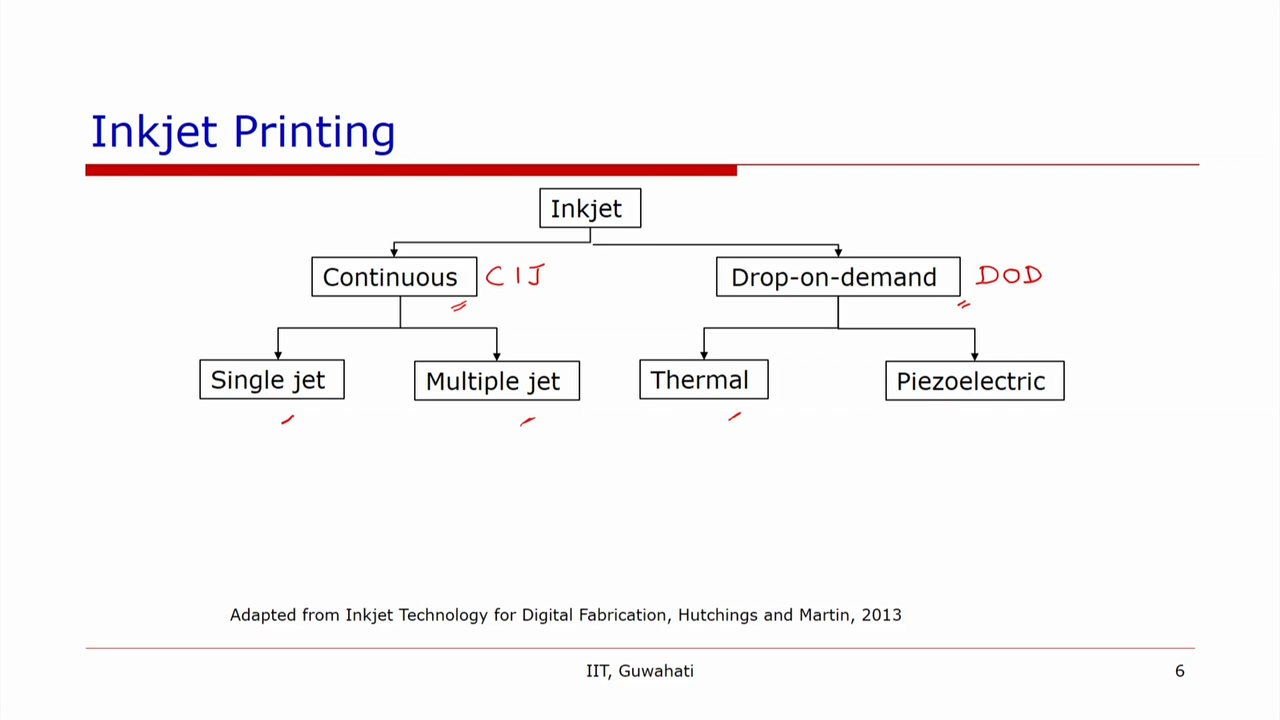 Inkjet Printing
Inkjet
Continuous CIJ Drop-on-demand DOD
Single jet Multiple jet Thermal Piezoelectric
Adapted from Inkjet Technology for Digital Fabrication, Hutchings and Martin, 2013
IIT, Guwahati 6